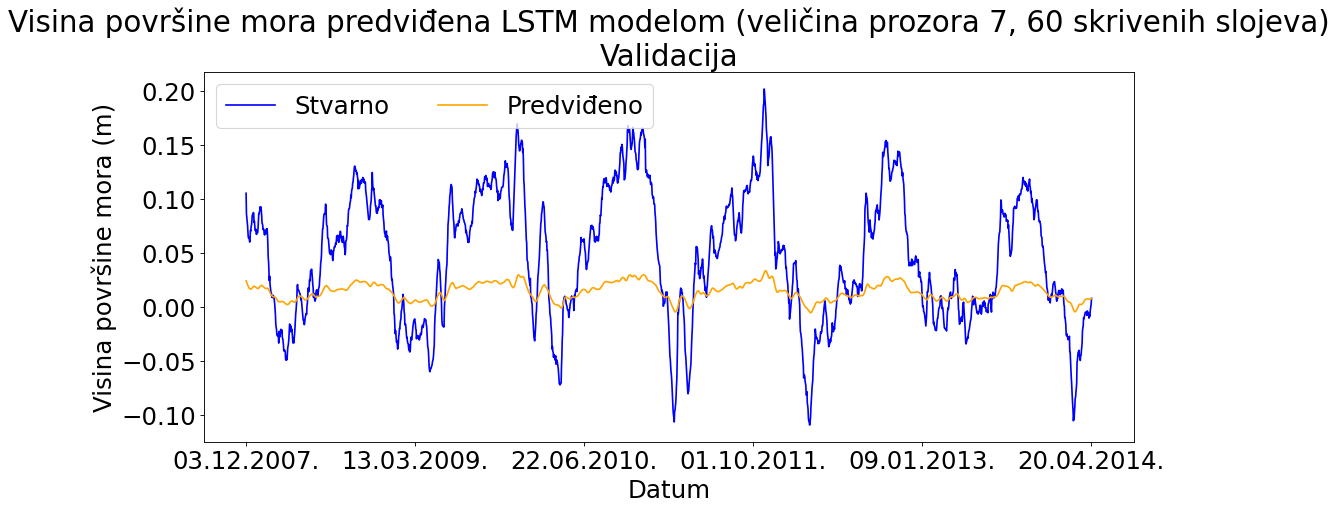 Visina površine mora predviđena LSTM modelom (veličina prozora 7, 60 skrivenih slojeva)
Validacija
Stvarno
Predviđeno
Visina površine mora (m)
0.20
0.15
0.10
0.05
0.00
−0.05
−0.10
03.12.2007.
13.03.2009.
22.06.2010.
01.10.2011.
09.01.2013.
20.04.2014.
Datum